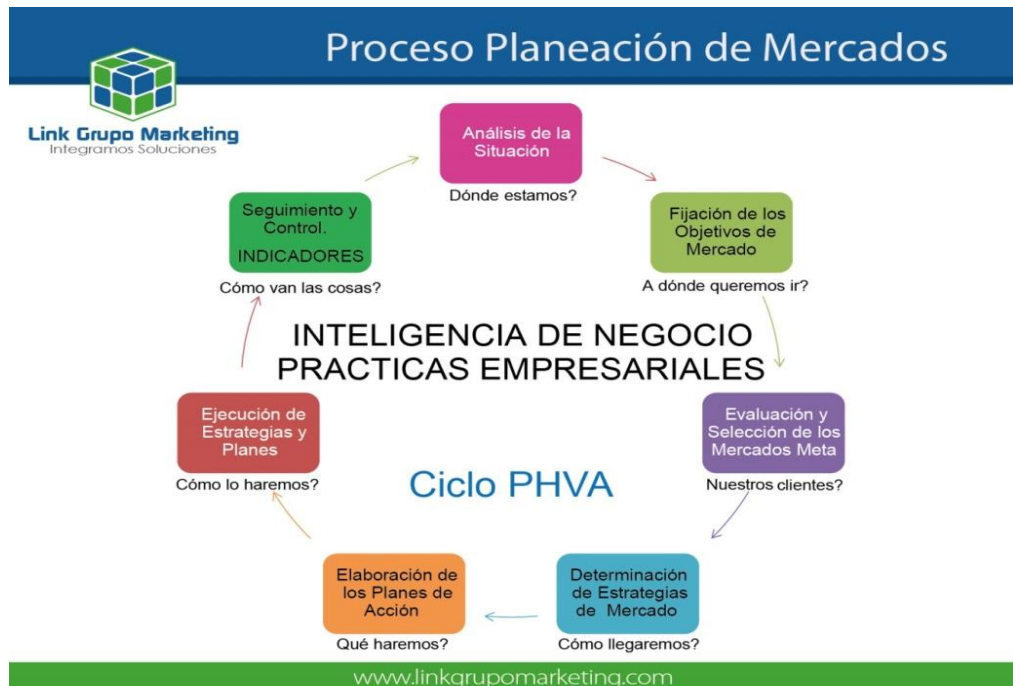 Proceso Planeación de Mercados
Link Grupo Marketing
Integramos Soluciones
Análisis de la
Situación
Dónde estamos?
Fijación de los
Objetivos de
Mercado
A dónde queremos ir?
Evaluación y
Selección de los
Mercados Meta
Nuestros clientes?
Determinación
de Estrategias
de Mercado
Cómo llegaremos?
Elaboración de
los Planes de
Acción
Qué haremos?
Ejecución de
Estrategias y
Planes
Cómo lo haremos?
Seguimiento y
Control.
INDICADORES
Cómo van las cosas?
INTELIGENCIA DE NEGOCIO
PRACTICAS EMPRESARIALES
Ciclo PHVA
www.linkgrupomarketing.com